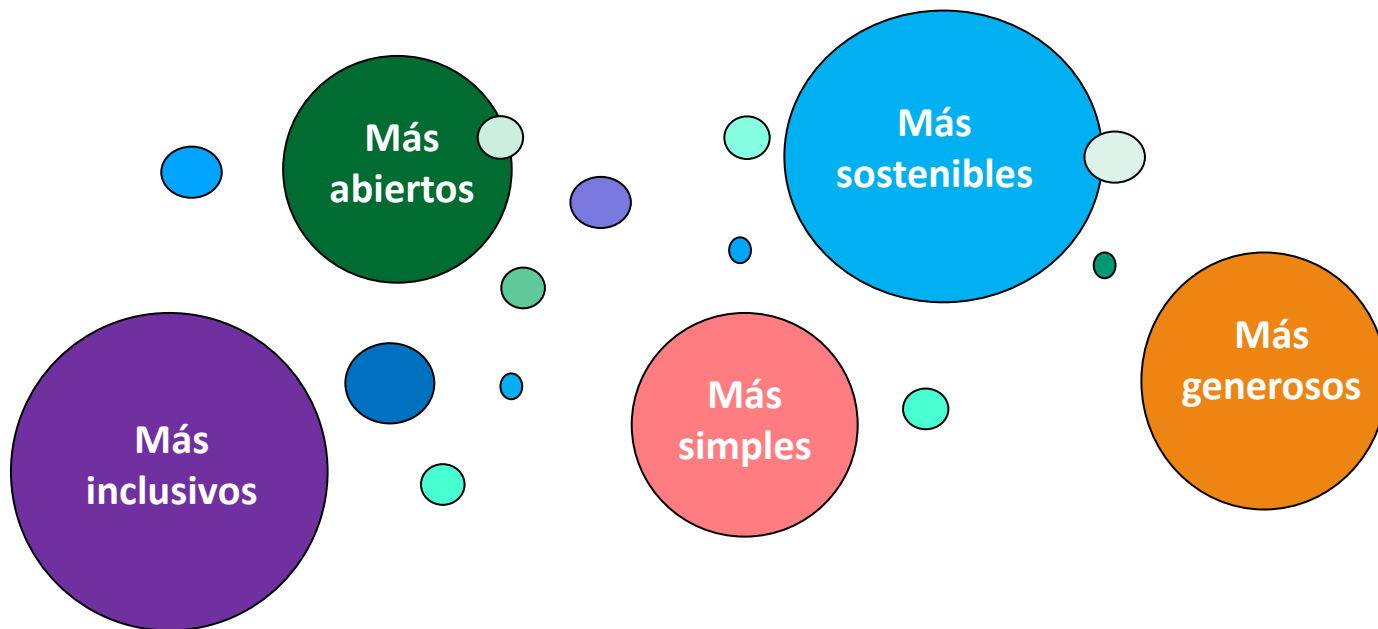 Más
abiertos
Más
sostenibles
Más
inclusivos
Más
simples
Más
generosos